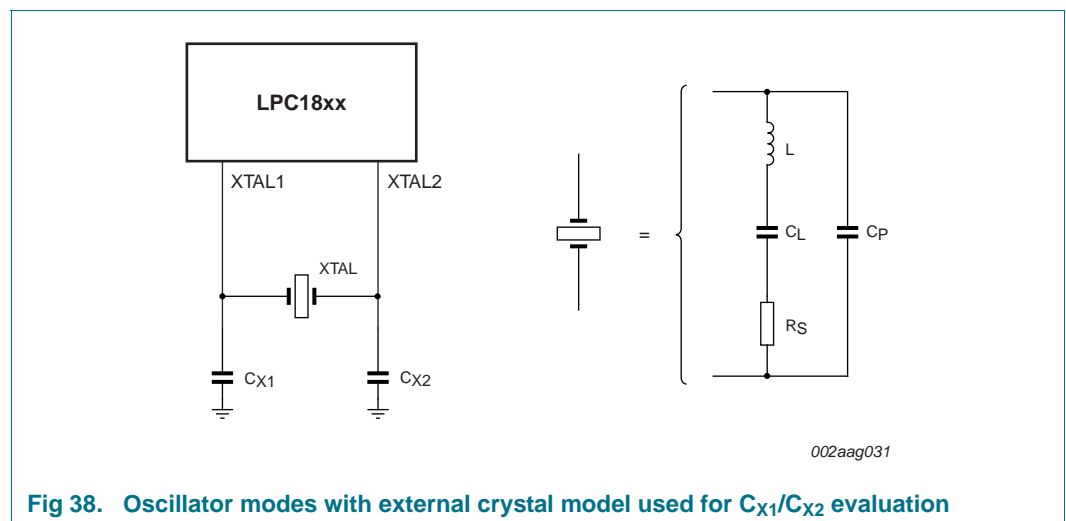 LPC18xx
XTAL1
XTAL2
XTAL
CX1
CX2
=
L
CL
CP
RS
002aag031
Fig 38. Oscillator modes with external crystal model used for CX1/CX2 evaluation